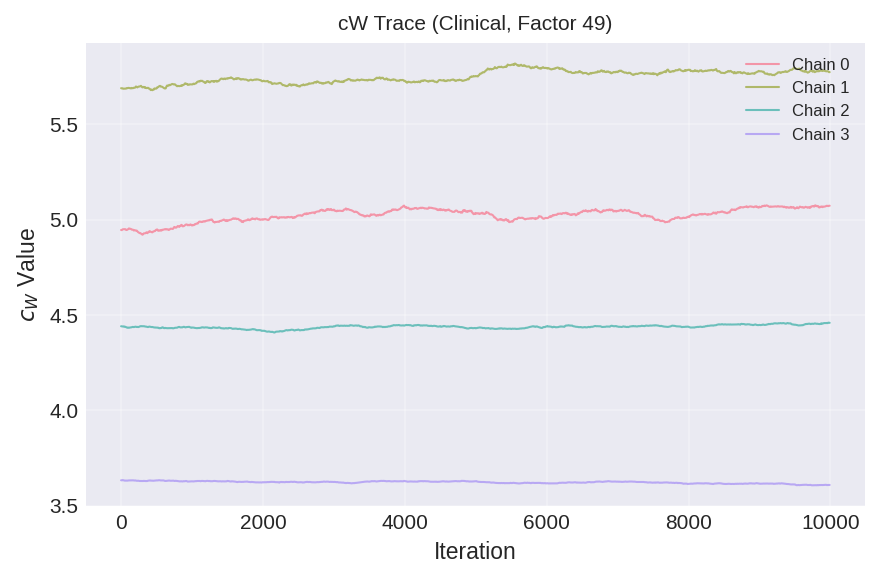 cW Trace (Clinical, Factor 49)
Chain 0
Chain 1
Chain 2
Chain 3
5.5
5.0
4.5
4.0
3.5
c_W Value
0 2000 4000 6000 8000 10000
Iteration